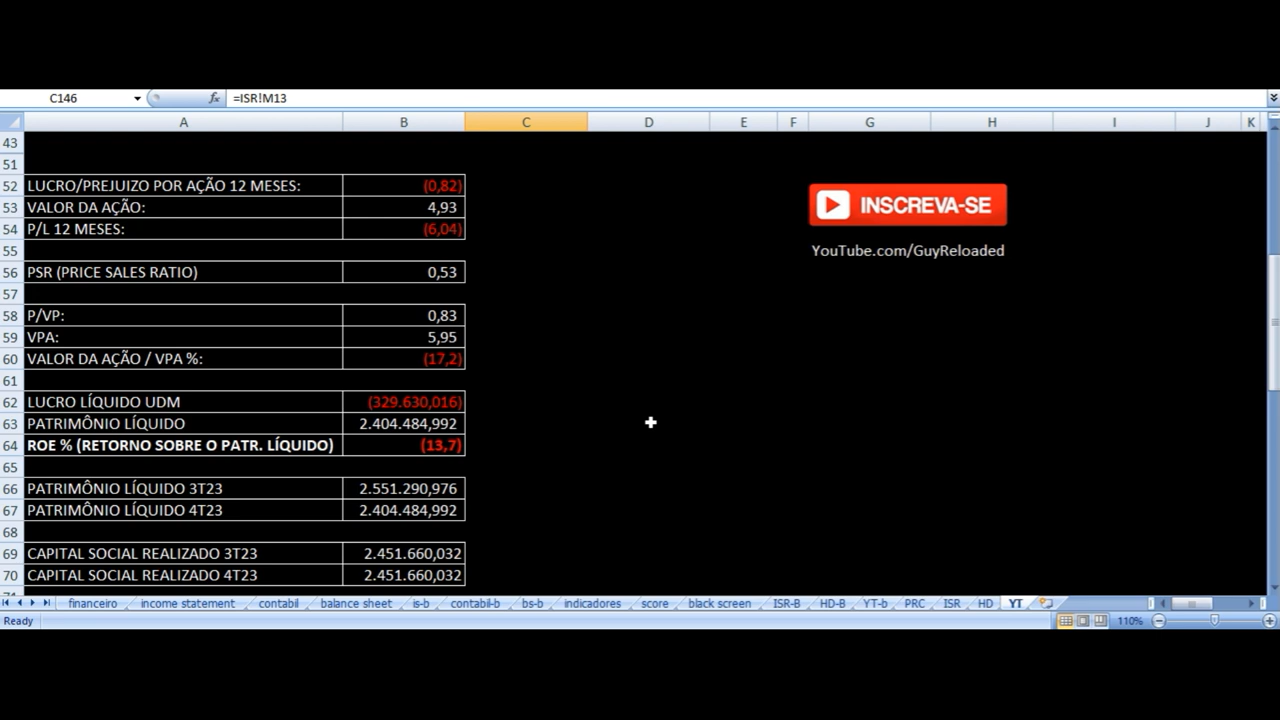 C146 fx =ISR!M13
A B C D E F G H I J K
43
51
52 LUCRO/PREJUIZO POR AÇÃO 12 MESES: (0,82)
53 VALOR DA AÇÃO: 4,93
54 P/L 12 MESES: (6,04)
55
56 PSR (PRICE SALES RATIO) 0,53
57
58 P/VP: 0,83
59 VPA: 5,95
60 VALOR DA AÇÃO / VPA %: (17,2)
61
62 LUCRO LÍQUIDO UDM (329.630,016)
63 PATRIMÔNIO LÍQUIDO 2.404.484,992
64 ROE % (RETORNO SOBRE O PATR. LÍQUIDO) (13,7)
65
66 PATRIMÔNIO LÍQUIDO 3T23 2.551.290,976
67 PATRIMÔNIO LÍQUIDO 4T23 2.404.484,992
68
69 CAPITAL SOCIAL REALIZADO 3T23 2.451.660,032
70 CAPITAL SOCIAL REALIZADO 4T23 2.451.660,032
INSCREVA-SE
YouTube.com/GuyReloaded
financeiro income statement contabil balance sheet is-b contabil-b bs-b indicadores score black screen ISR-B HD-B YT-b PRC ISR HD YT
Ready 110%